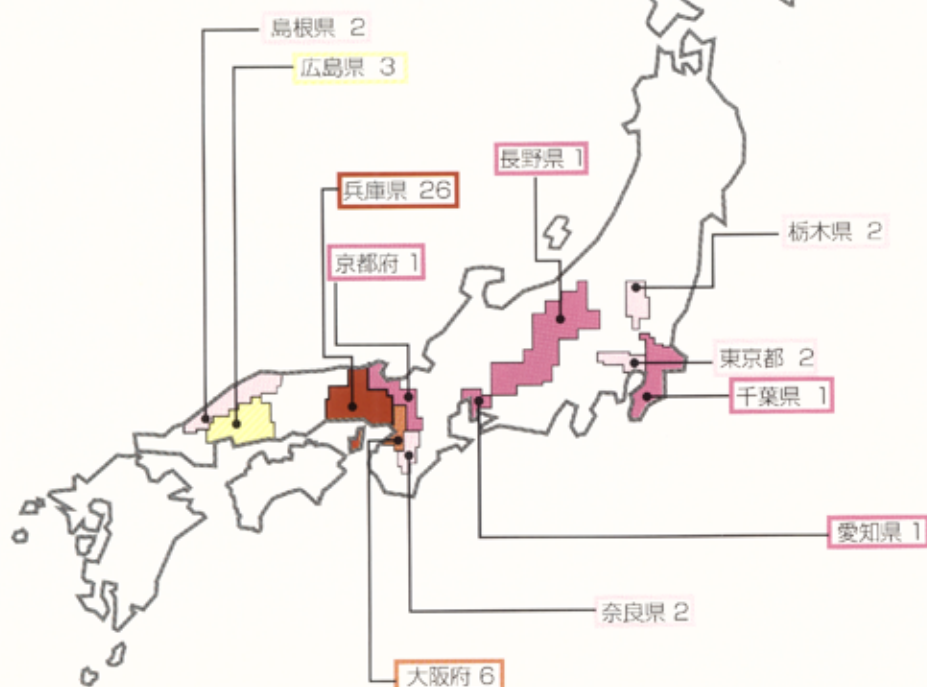 島根県 2
広島県 3
長野県 1
兵庫県 26
栃木県 2
京都府 1
東京都 2
千葉県 1
愛知県 1
奈良県 2
大阪府 6